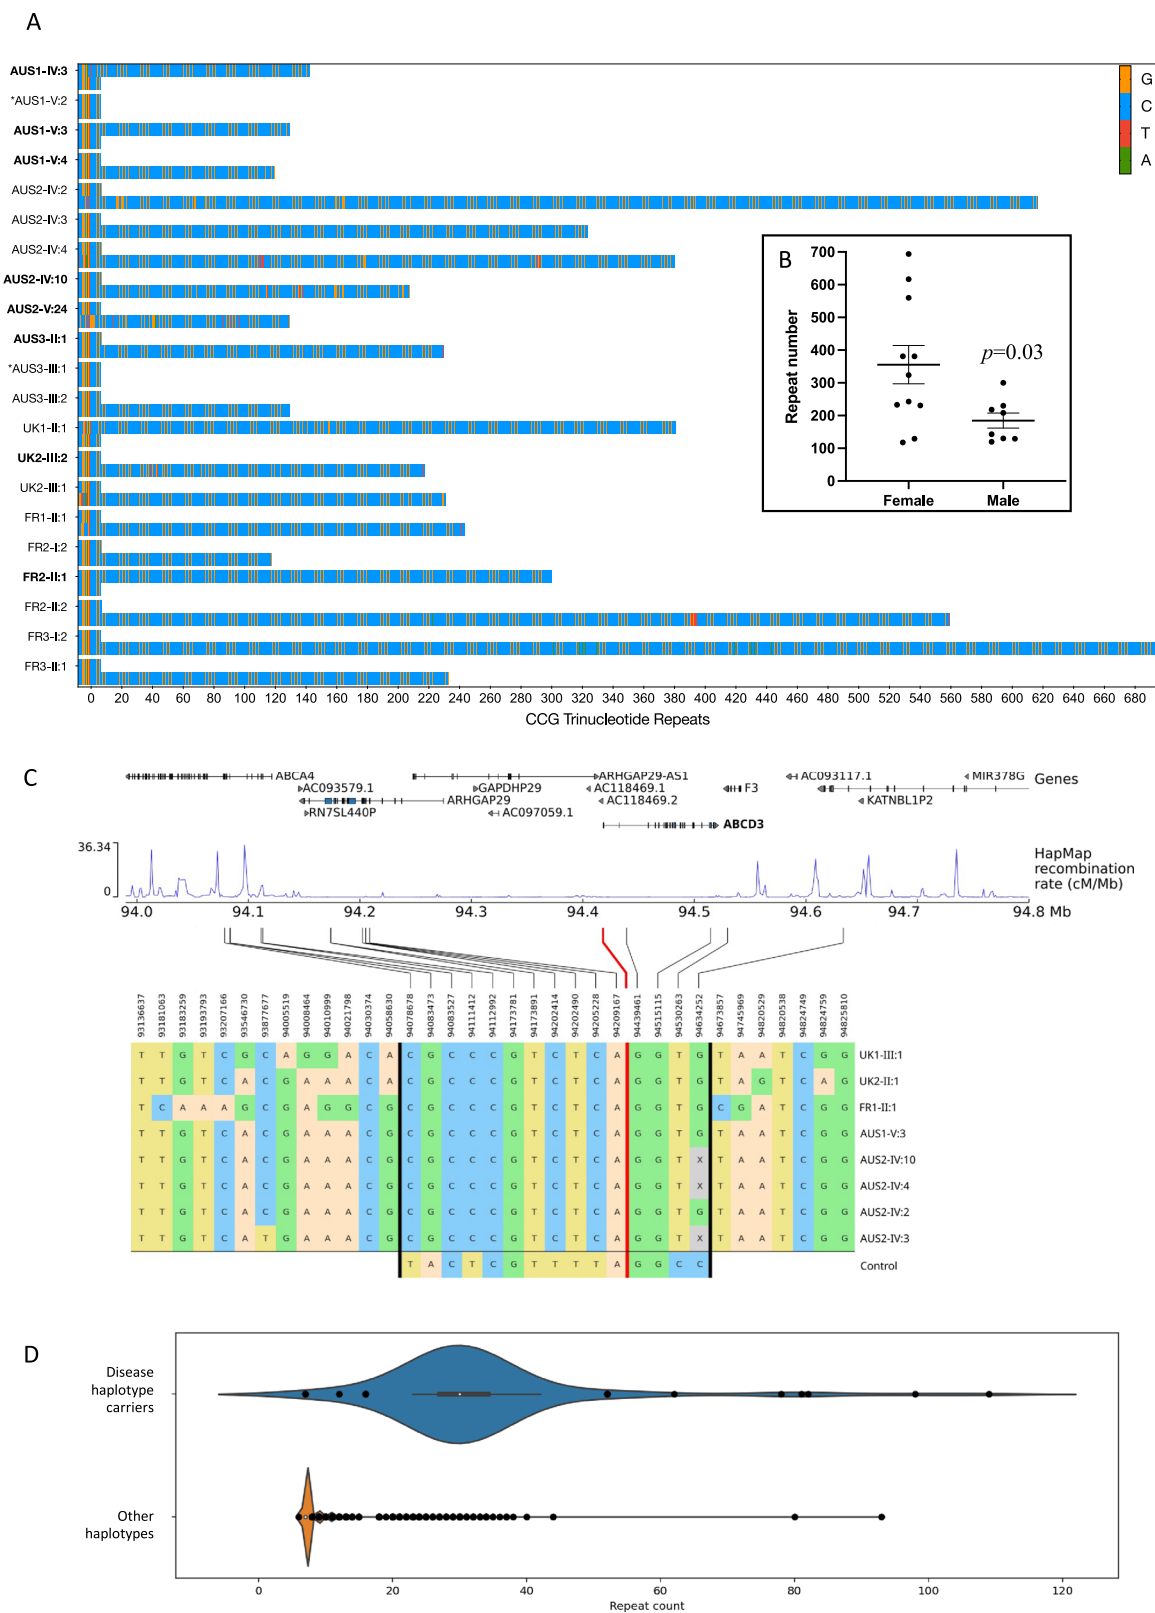 A
AUS1-IV:3
*AUS1-V:2
AUS1-V:3
AUS1-V:4
AUS2-IV:2
AUS2-IV:3
AUS2-IV:4
AUS2-IV:10
AUS2-V:24
AUS3-II:1
*AUS3-III:1
AUS3-III:2
UK1-II:1
UK2-III:2
UK2-III:1
FR1-II:1
FR2-I:2
FR2-II:1
FR2-II:2
FR3-I:2
FR3-II:1
G
C
T
A
0 20 40 60 80 100 120 140 160 180 200 220 240 260 280 300 320 340 360 380 400 420 440 460 480 500 520 540 560 580 600 620 640 660 680
CCG Trinucleotide Repeats
B
Repeat number
700
600
500
400
300
200
100
0
p=0.03
Female Male
C
ABCA4 ARHGAP29-AS1 AC093117.1 MIR378G Genes
AC093579.1 GAPDHP29 AC118469.1 F3
RN7SL440P ARHGAP29 AC118469.2 KATNBL1P2
AC097059.1
ABCD3
36.34
0
HapMap
recombination
rate (cM/Mb)
94.0 94.1 94.2 94.3 94.4 94.5 94.6 94.7 94.8 Mb
93136637 93181063 93183259 93193793 93207166 93546730 93877677 94005519 94008464 94010999 94021798 94030374 94058630 94078678 94083473 94083527 94111412 94112992 94173781 94173891 94202414 94202490 94205228 94209167 94439461 94515115 94530263 94634252 94673857 94745969 94820529 94820538 94824749 94824759 94825810
T T G T C G C A G G A C A C G C C C G T C T C A G G T G T A A T C G G UK1-III:1
T T G T C A C G A A A C A C G C C C G T C T C A G G T G T A G T C A G UK2-II:1
T C A A A G C G A G G C G C G C C C G T C T C A G G T G C G A T C G G FR1-II:1
T T G T C A C G A A A C G C G C C C G T C T C A G G T G T A A T C G G AUS1-V:3
T T G T C A C G A A A C G C G C C C G T C T C A G G T X T A A T C G G AUS2-IV:10
T T G T C A C G A A A C G C G C C C G T C T C A G G T X T A A T C G G AUS2-IV:4
T T G T C A C G A A A C G C G C C C G T C T C A G G T G T A A T C G G AUS2-IV:2
T T G T C A T G A A A C G C G C C C G T C T C A G G T X T A A T C G G AUS2-IV:3
T A C T C G T T T T A G G C C Control
D
Disease
haplotype
carriers
Other
haplotypes
0 20 40 60 80 100 120
Repeat count